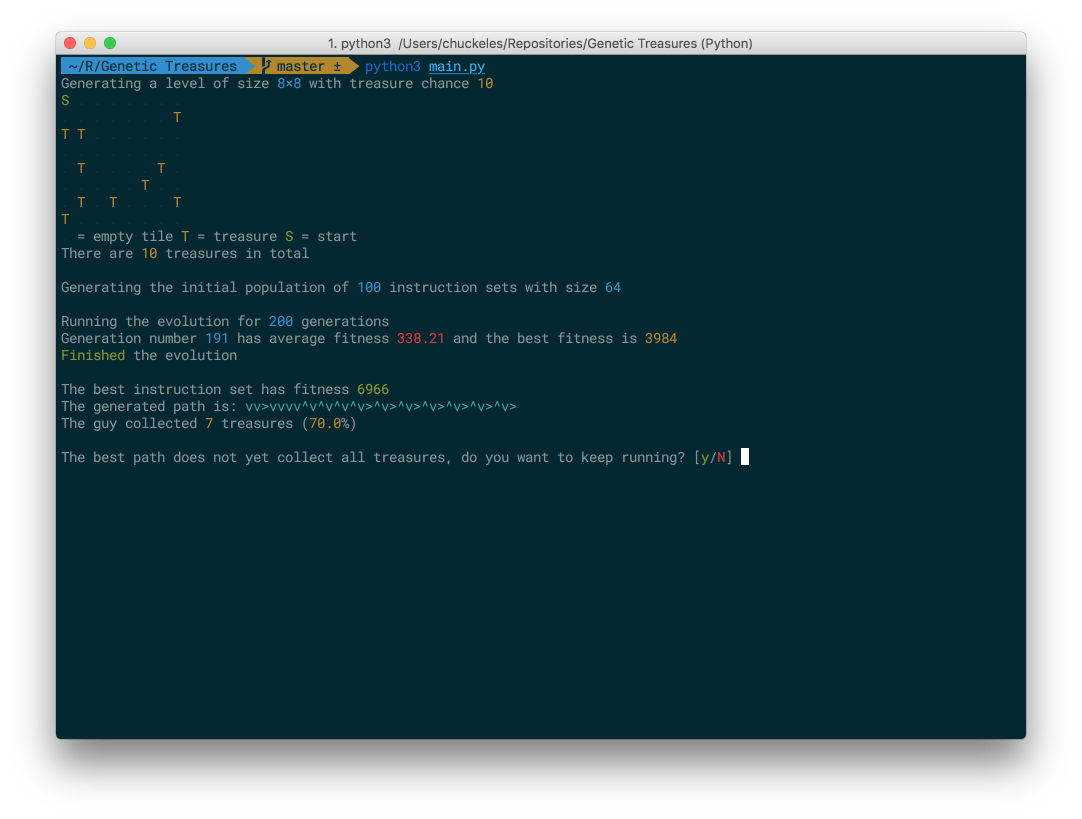 1. python3 /Users/chuckeles/Repositories/Genetic Treasures (Python)
~/R/Genetic Treasures master ± python3 main.py
Generating a level of size 8×8 with treasure chance 10
S . . . . . . .
. . . . . . . T
T T . . . . . .
. . . . . . . .
. T . . . . T .
. . . . . T . .
. T . T . . . T
T . . . . . . .
  = empty tile T = treasure S = start
There are 10 treasures in total
Generating the initial population of 100 instruction sets with size 64
Running the evolution for 200 generations
Generation number 191 has average fitness 338.21 and the best fitness is 3984
Finished the evolution
The best instruction set has fitness 6966
The generated path is: vv>vvvv^v^v^v^v>^v>^v>^v>^v>^v>^v>
The guy collected 7 treasures (70.0%)
The best path does not yet collect all treasures, do you want to keep running? [y/N]